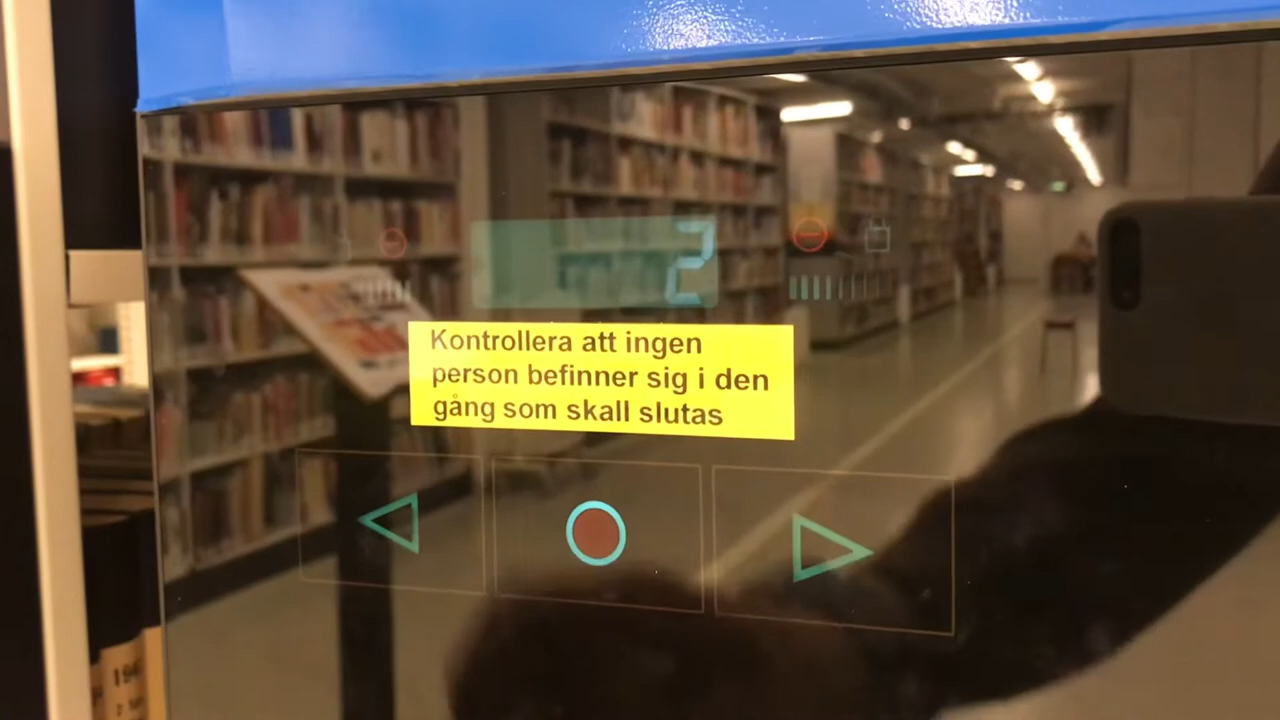 2
Kontrollera att ingen
person befinner sig i den
gång som skall slutas